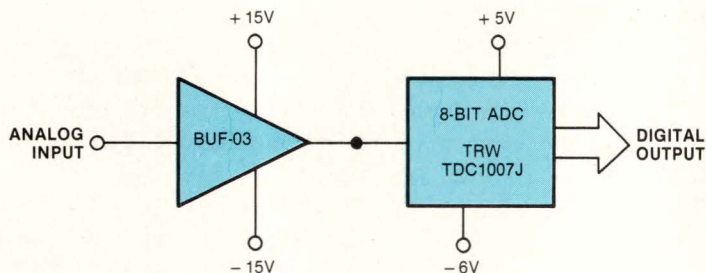 + 15V
+ 5V
ANALOG
INPUT
BUF-03
8-BIT ADC
TRW
TDC1007J
DIGITAL
OUTPUT
– 15V
– 6V